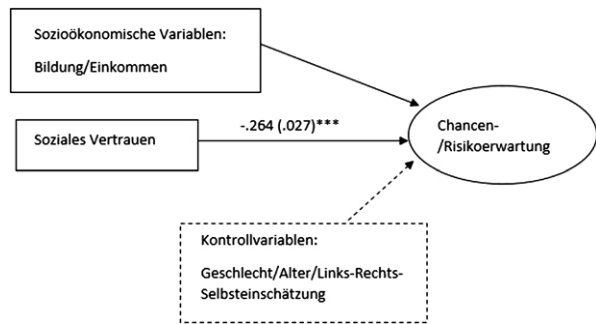 Sozioökonomische Variablen:
Bildung/Einkommen
Soziales Vertrauen
-.264 (.027)***
Chancen-
/Risikoerwartung
Kontrollvariablen:
Geschlecht/Alter/Links-Rechts-
Selbsteinschätzung